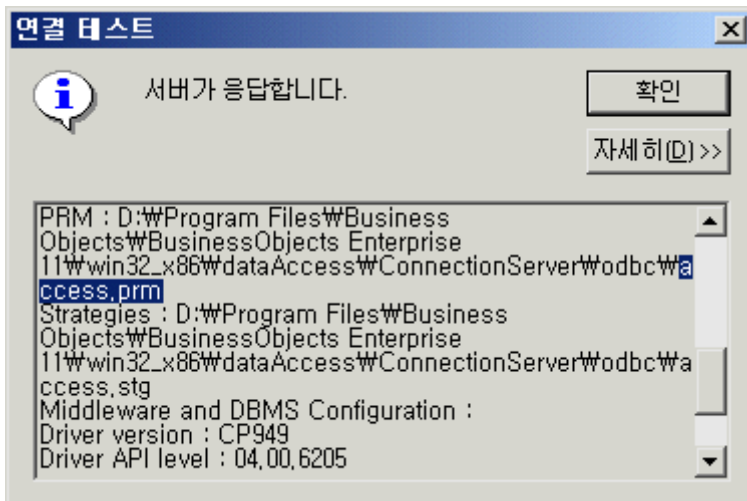 연결 테스트
서버가 응답합니다.
확인
자세히(D) >>
PRM : D:₩Program Files₩Business
Objects₩BusinessObjects Enterprise
11₩win32_x86₩dataAccess₩ConnectionServer₩odbc₩a
ccess.prm
Strategies : D:₩Program Files₩Business
Objects₩BusinessObjects Enterprise
11₩win32_x86₩dataAccess₩ConnectionServer₩odbc₩a
ccess.stg
Middleware and DBMS Configuration :
Driver version : CP949
Driver API level : 04.00.6205